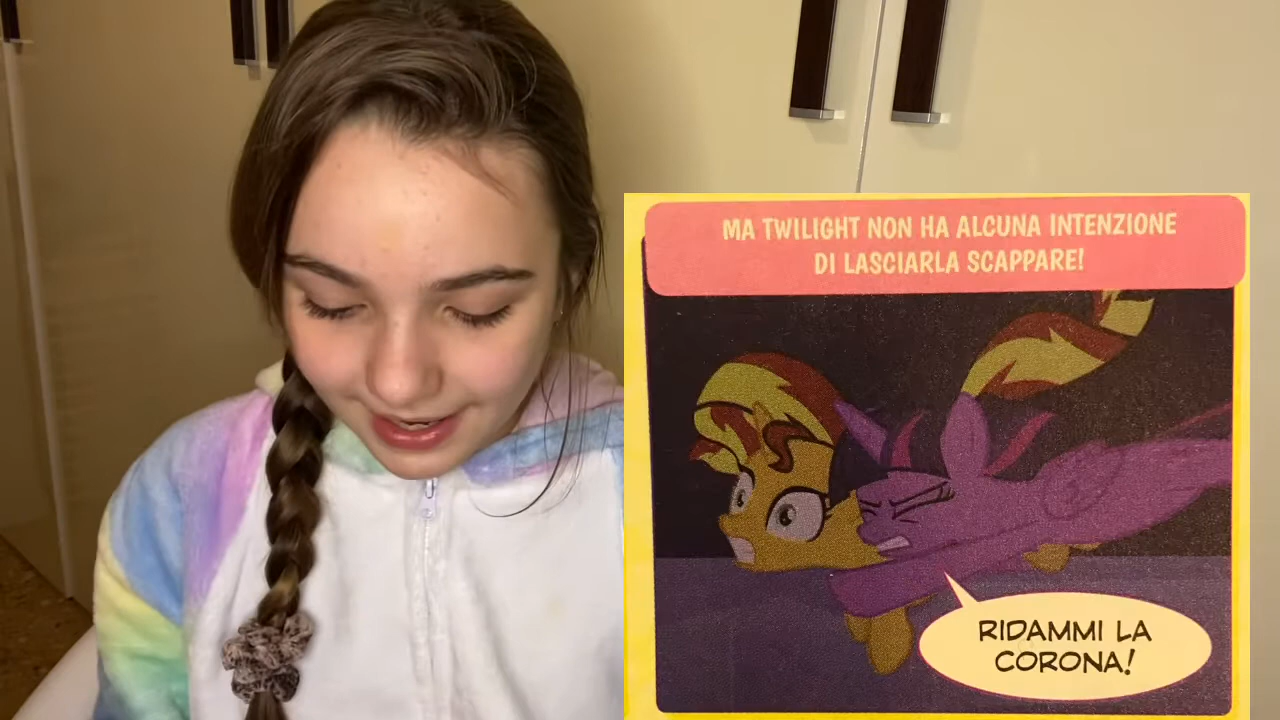 MA TWILIGHT NON HA ALCUNA INTENZIONE
DI LASCIARLA SCAPPARE!
RIDAMMI LA
CORONA!